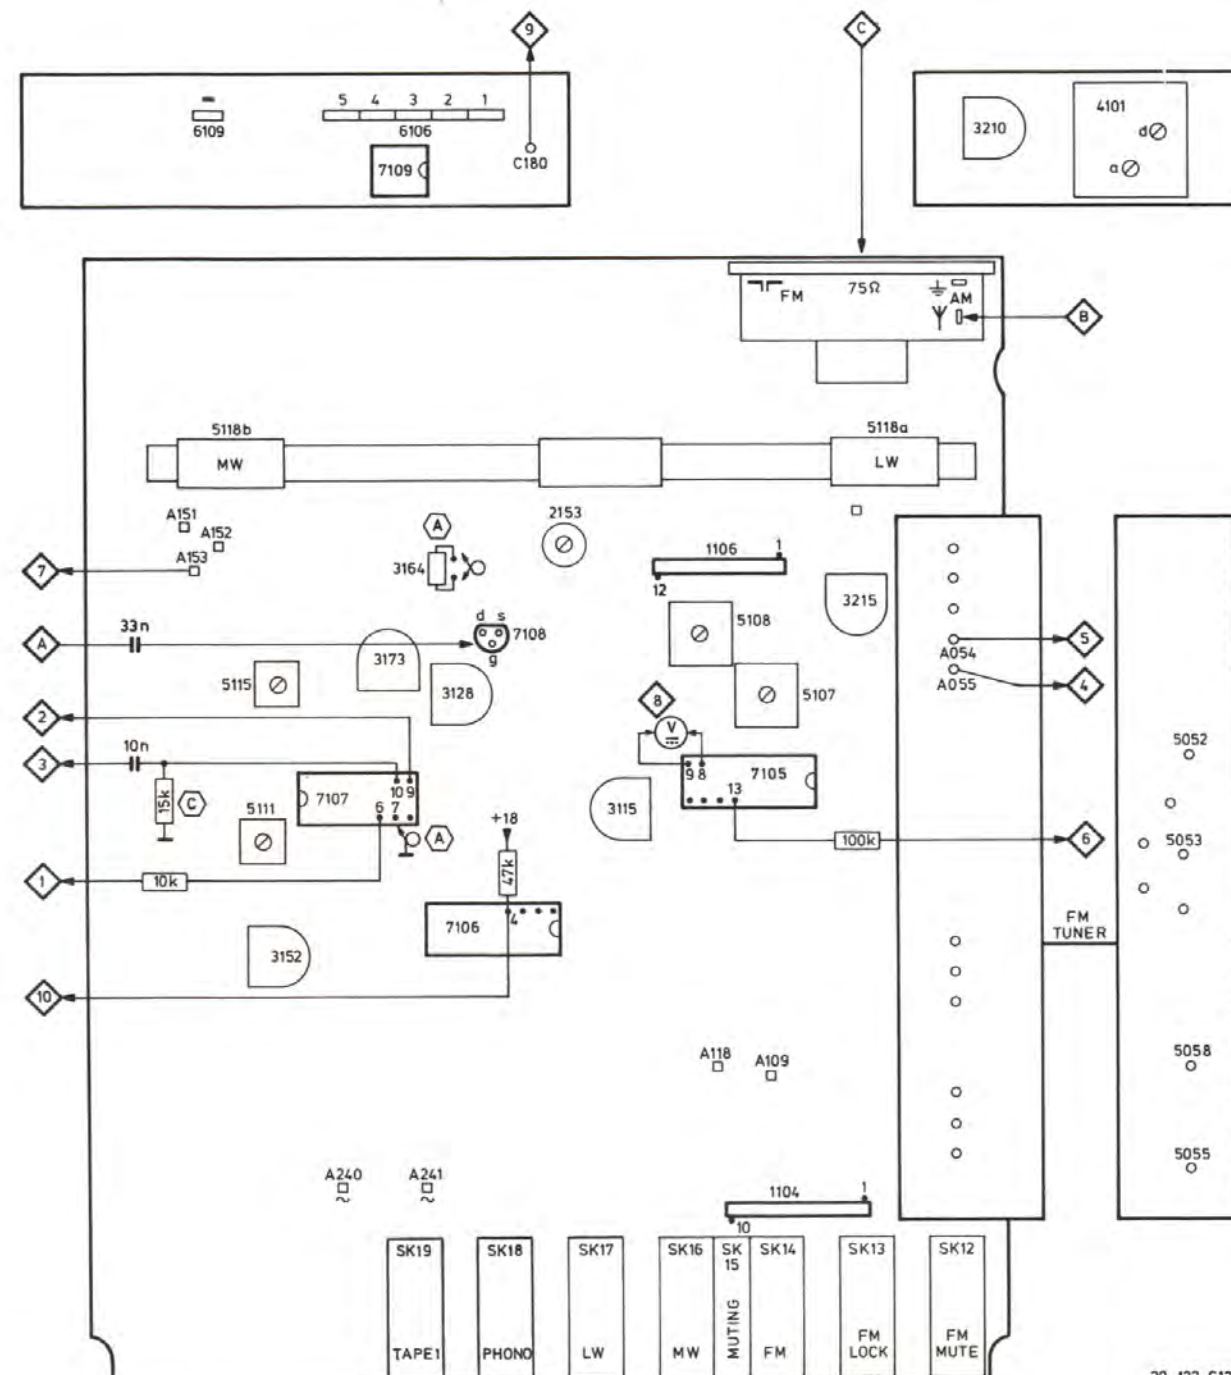 9
C
6109
5 4 3 2 1
6106
7109
C180
3210
4101
d
a
FM
75Ω
AM
B
5118b
MW
5118a
LW
A151
A152
A153
7
A
3164
2153
1106
1
12
3215
A
33n
d s
7108
g
5108
5
A054
A055
4
5115
3173
3128
8
V
5107
2
3
10n
15k
C
7107
10 9
6 7
A
9 8
7105
13
5052
5111
3115
100k
6
5053
+18
47k
1
10k
7106
4
FM
TUNER
3152
10
A118
A109
5058
A240
A241
5055
1104
1
10
SK19
TAPE1
SK18
PHONO
SK17
LW
SK16
MW
SK
15
MUTING
SK14
FM
SK13
FM
LOCK
SK12
FM
MUTE